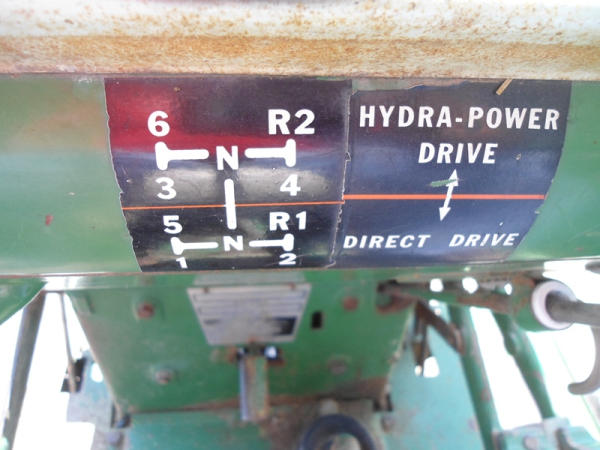 6 R2
N
3 4
5 R1
N
1 2
HYDRA-POWER
DRIVE
DIRECT DRIVE